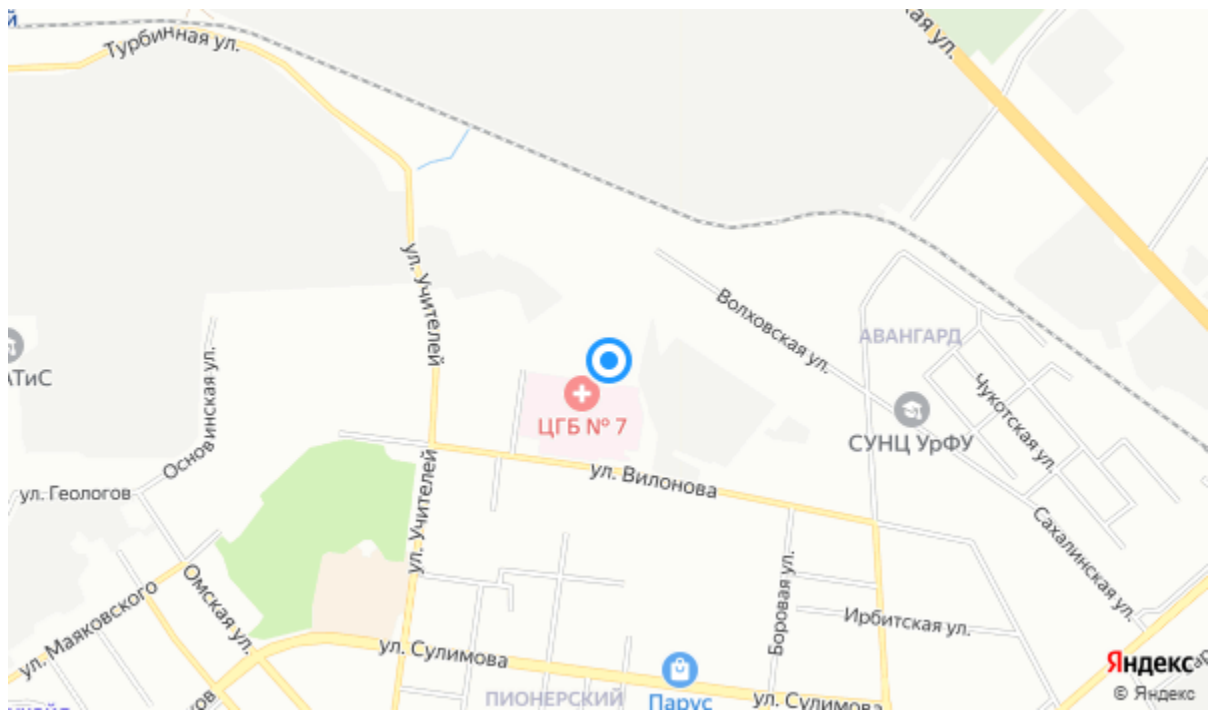 й
Турбинная ул.
кая ул.
ул. Учителей
Волховская ул.
АВАНГАРД
АТиС
Основинская ул.
Чукотская ул.
ЦГБ № 7
СУНЦ УрФУ
ул. Вилонова
ул. Геологов
ул. Учителей
Сахалинская ул.
ул. Маяковского
Омская ул.
Боровая ул.
Ирбитская ул.
ул. Сулимова
Яндекс
© Яндекс
ПИОНЕРСКИЙ
Парус
ул. Сулимова
ков